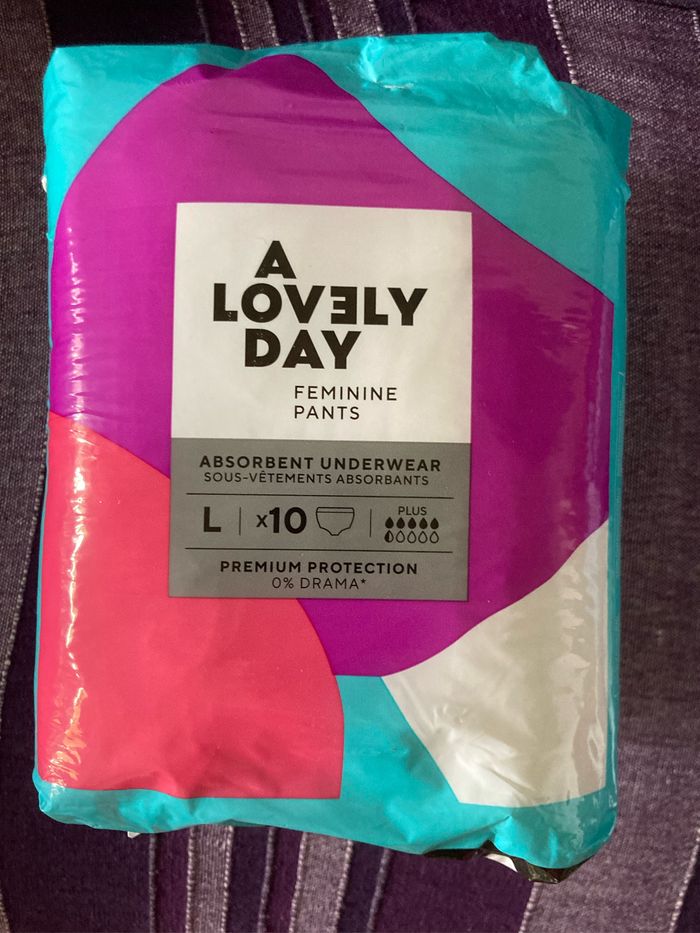 A
LOVELY
DAY
FEMININE
PANTS
ABSORBENT UNDERWEAR
SOUS-VÊTEMENTS ABSORBANTS
L x10 PLUS
PREMIUM PROTECTION
0% DRAMA*